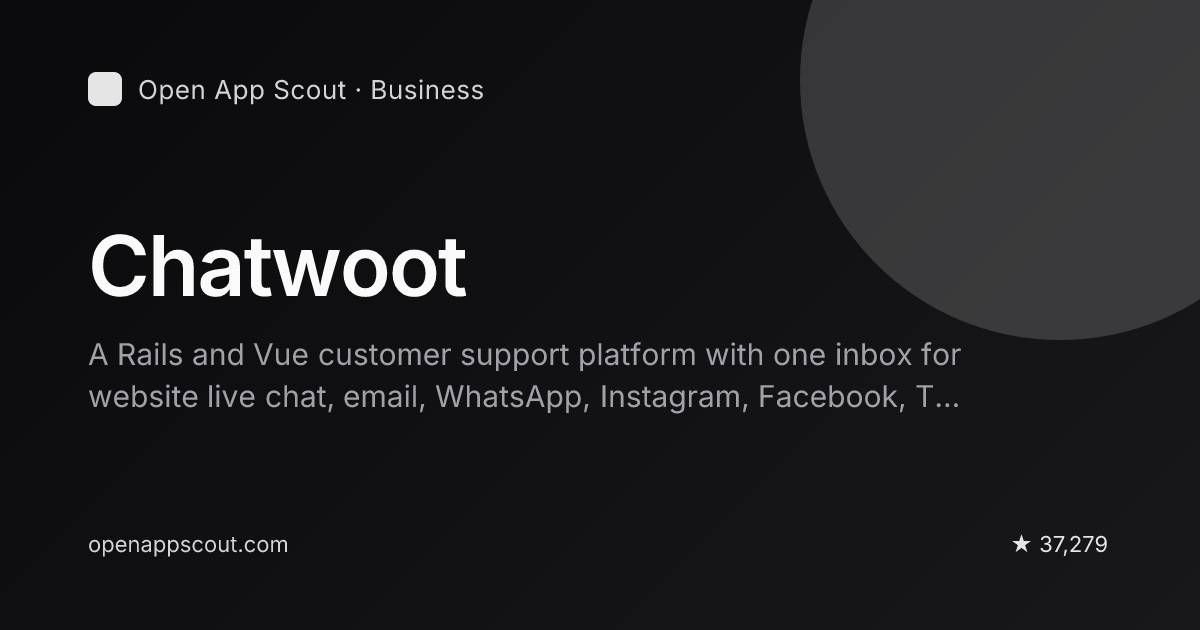 Open App Scout · Business
Chatwoot
A Rails and Vue customer support platform with one inbox for
website live chat, email, WhatsApp, Instagram, Facebook, T...
openappscout.com
★ 37,279